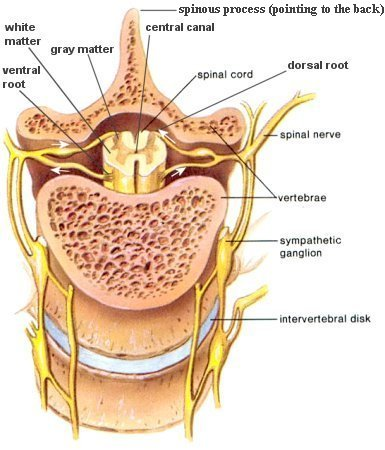 spinous process (pointing to the back)
white
matter
central canal
gray matter
ventral
root
spinal cord
dorsal root
spinal nerve
vertebrae
sympathetic
ganglion
intervertebral disk